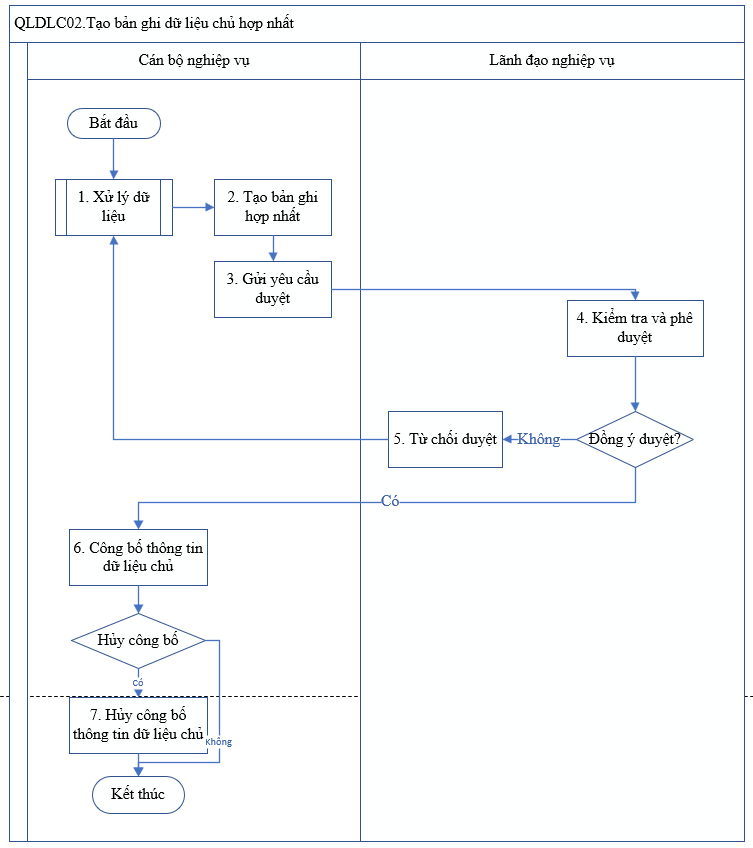 QLDLC02.Tạo bản ghi dữ liệu chủ hợp nhất
Cán bộ nghiệp vụ
Lãnh đạo nghiệp vụ
Bắt đầu
1. Xử lý dữ
liệu
2. Tạo bản ghi
hợp nhất
3. Gửi yêu cầu
duyệt
4. Kiểm tra và phê
duyệt
Đồng ý duyệt?
Không
5. Từ chối duyệt
Có
6. Công bố thông tin
dữ liệu chủ
Hủy công bố
Có
7. Hủy công bố
thông tin dữ liệu chủ
Không
Kết thúc